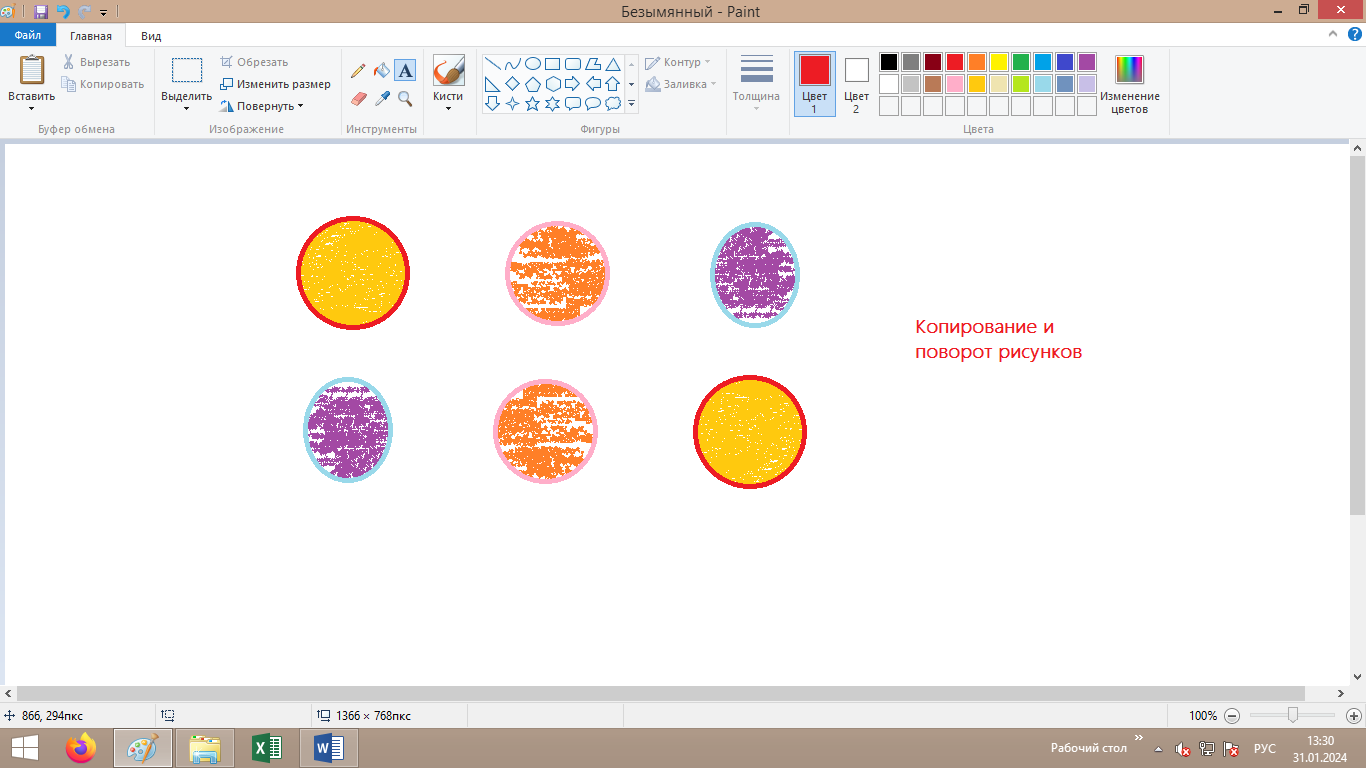 Безымянный - Paint
Файл
Главная
Вид
Вставить
Вырезать
Копировать
Буфер обмена
Выделить
Обрезать
Изменить размер
Повернуть
Изображение
A
Инструменты
Кисти
Контур
Заливка
Фигуры
Толщина
Цвет
1
Цвет
2
Изменение
цветов
Цвета
Копирование и
поворот рисунков
866, 294пкс
1366 × 768пкс
100%
Рабочий стол
»
РУС
13:30
31.01.2024